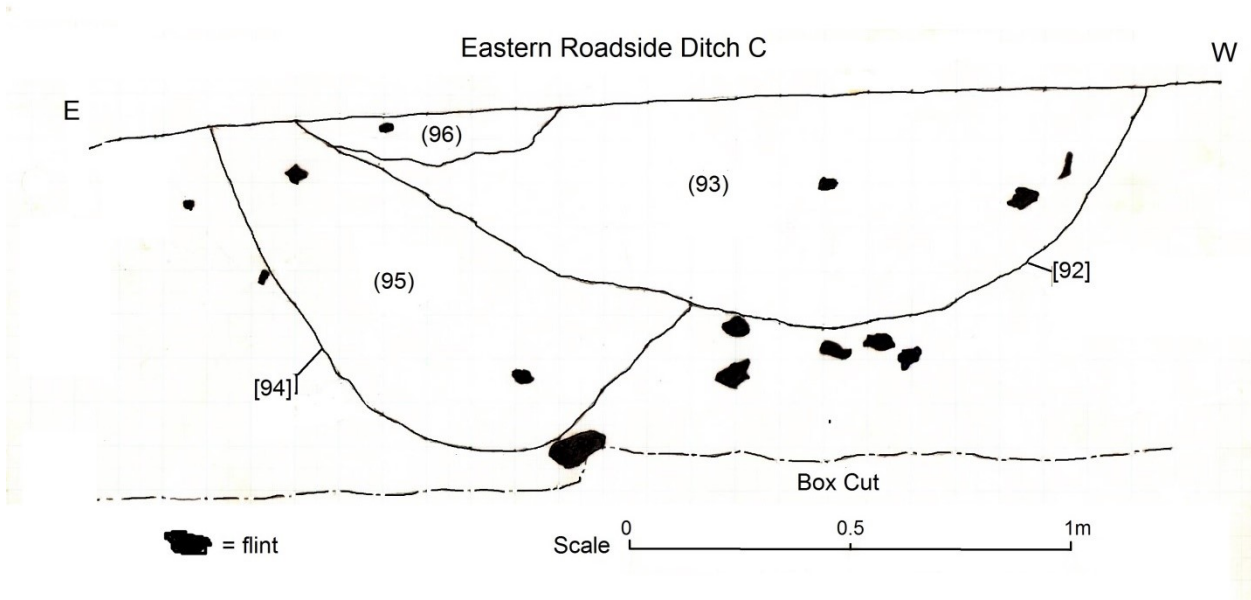 Eastern Roadside Ditch C
W
E
(96)
(93)
(95)
[92]
[94]
Box Cut
= flint
Scale
0 0.5 1m